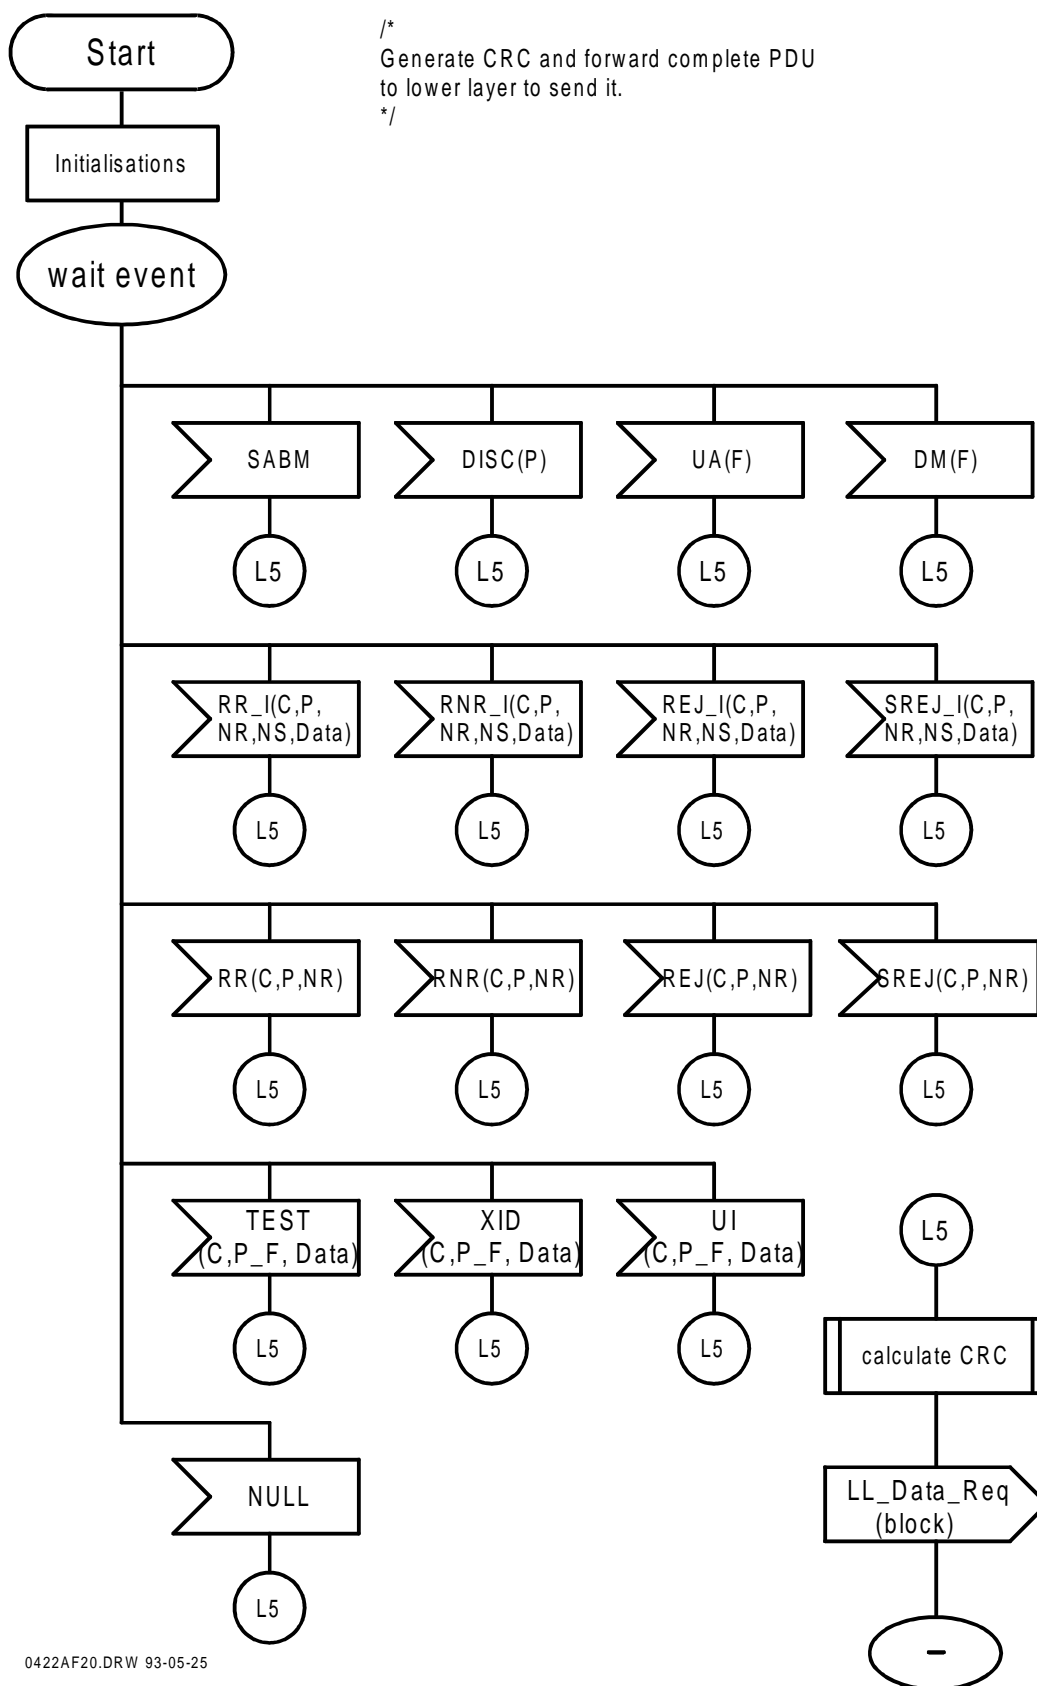 Start
/*
Generate CRC and forward complete PDU
to lower layer to send it.
*/
Initialisations
wait event
SABM
DISC(P)
UA(F)
DM(F)
L5
L5
L5
L5
RR_I(C,P,
NR,NS,Data)
RNR_I(C,P,
NR,NS,Data)
REJ_I(C,P,
NR,NS,Data)
SREJ_I(C,P,
NR,NS,Data)
L5
L5
L5
L5
RR(C,P,NR)
RNR(C,P,NR)
REJ(C,P,NR)
SREJ(C,P,NR)
L5
L5
L5
L5
TEST
(C,P_F, Data)
XID
(C,P_F, Data)
UI
(C,P_F, Data)
L5
L5
L5
L5
calculate CRC
NULL
LL_Data_Req
(block)
L5
–
0422AF20.DRW 93-05-25